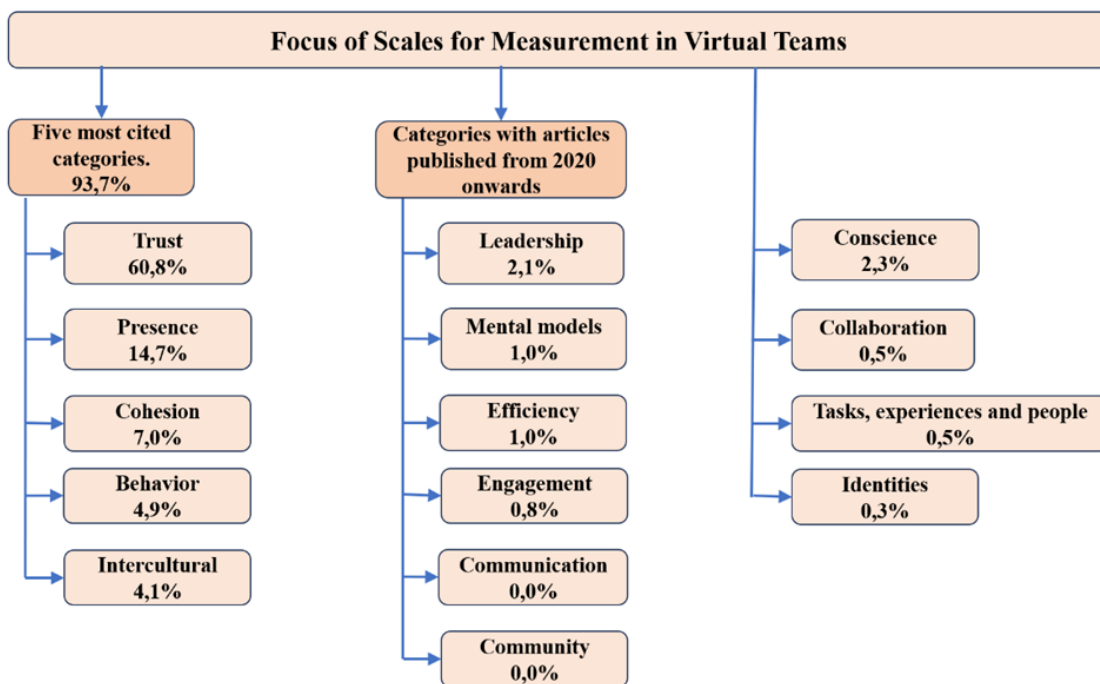 Focus of Scales for Measurement in Virtual Teams
Five most cited
categories.
93,7%
Trust
60,8%
Presence
14,7%
Cohesion
7,0%
Behavior
4,9%
Intercultural
4,1%
Categories with articles
published from 2020
onwards
Leadership
2,1%
Mental models
1,0%
Efficiency
1,0%
Engagement
0,8%
Communication
0,0%
Community
0,0%
Conscience
2,3%
Collaboration
0,5%
Tasks, experiences and people
0,5%
Identities
0,3%